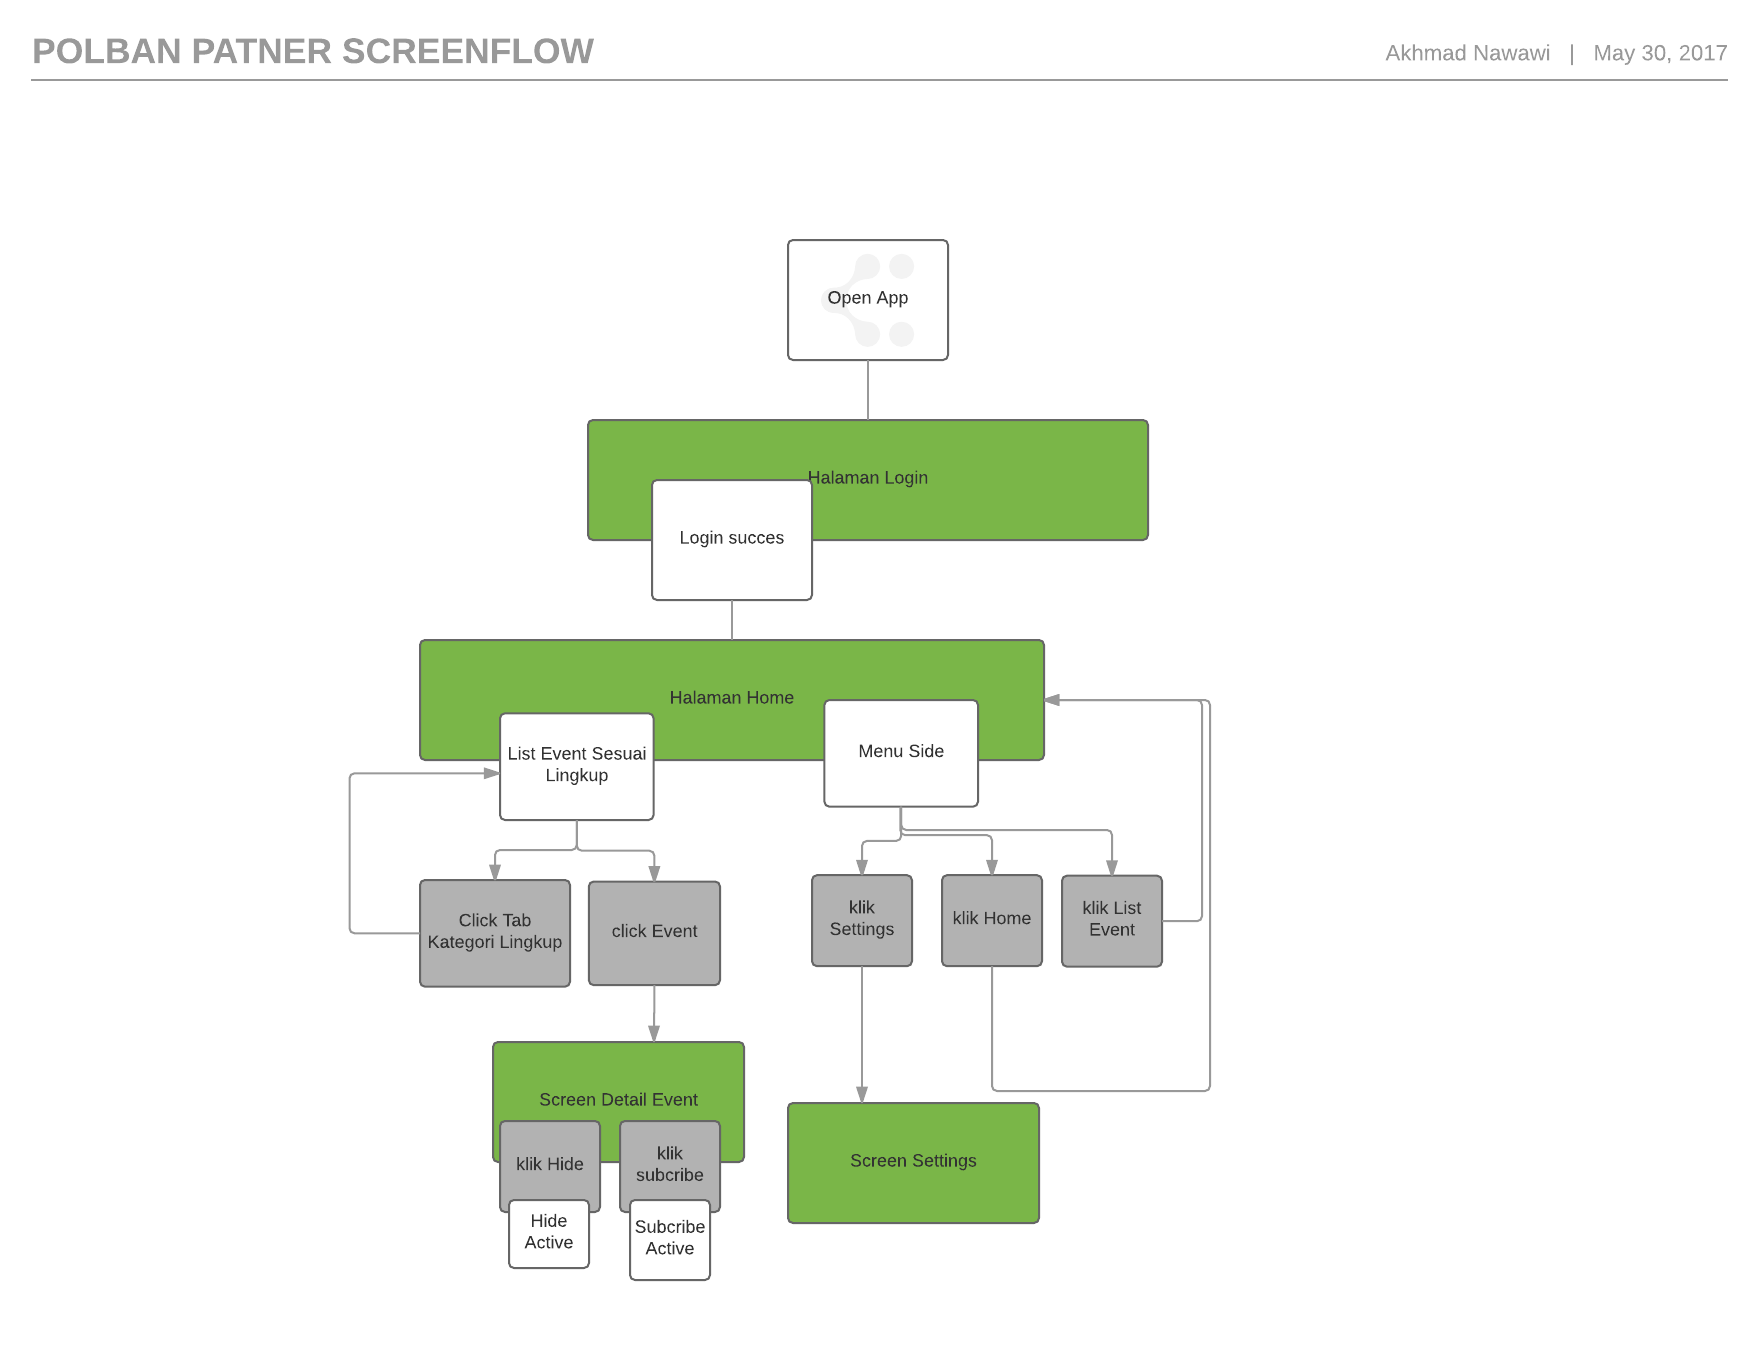 POLBAN PATNER SCREENFLOW
Akhmad Nawawi | May 30, 2017
Open App
Halaman Login
Login succes
Halaman Home
List Event Sesuai
Lingkup
Menu Side
Click Tab
Kategori Lingkup
click Event
klik
Settings
klik Home
klik List
Event
Screen Detail Event
klik Hide
klik
subcribe
Hide
Active
Subcribe
Active
Screen Settings